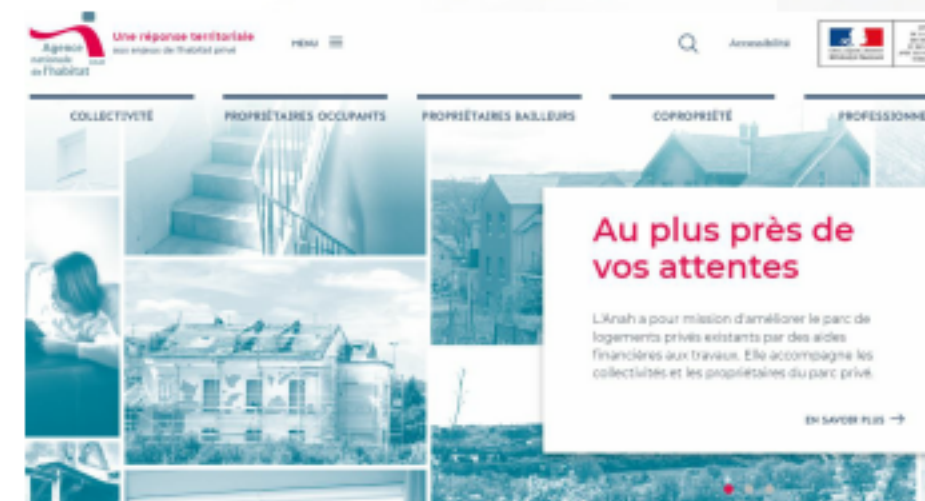 Agence
nationale
de l'habitat
Une réponse territoriale
aux enjeux de l'habitat privé
MENU
Accessibilité
COLLECTIVITÉ
PROPRIÉTAIRES OCCUPANTS
PROPRIÉTAIRES BAILLEURS
COPROPRIÉTÉ
PROFESSIONNE
Au plus près de
vos attentes
L'Anah a pour mission d'améliorer le parc de
logements privés existants par des aides
financières aux travaux. Elle accompagne les
collectivités et les propriétaires du parc privé.
EN SAVOIR PLUS